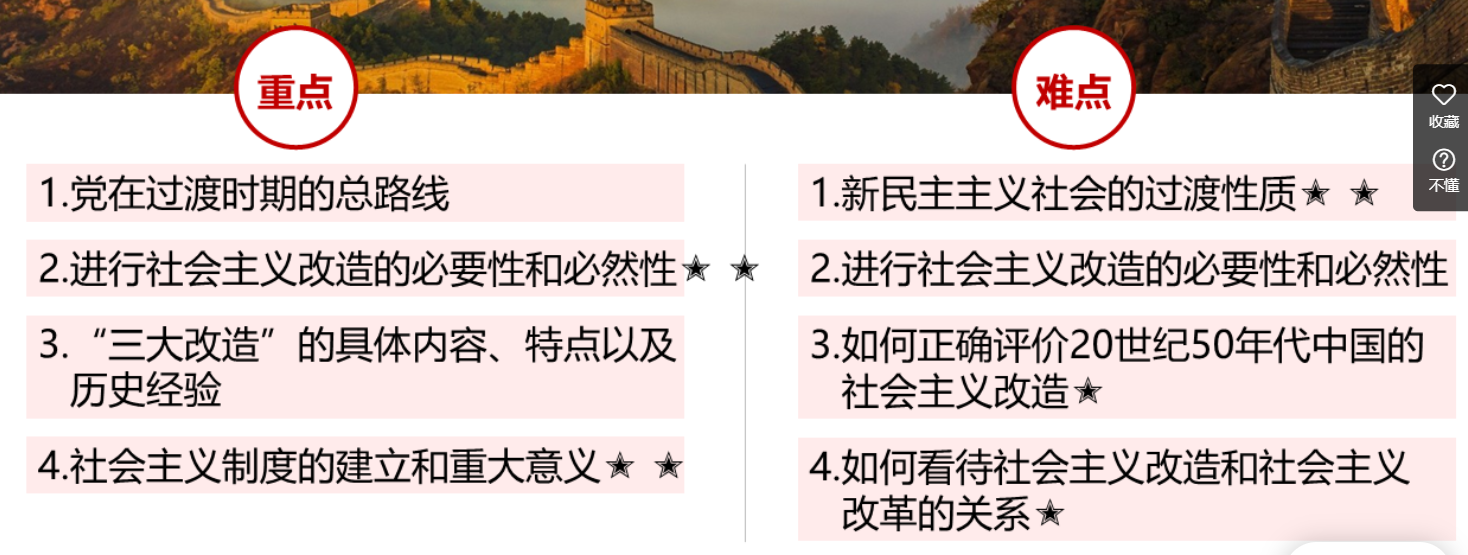 重点
1.党在过渡时期的总路线
2.进行社会主义改造的必要性和必然性✭ ✭
3.“三大改造”的具体内容、特点以及
历史经验
4.社会主义制度的建立和重大意义✭ ✭
难点
1.新民主主义社会的过渡性质✭ ✭
2.进行社会主义改造的必要性和必然性
3.如何正确评价20世纪50年代中国的
社会主义改造✭
4.如何看待社会主义改造和社会主义
改革的关系✭
收藏
不懂